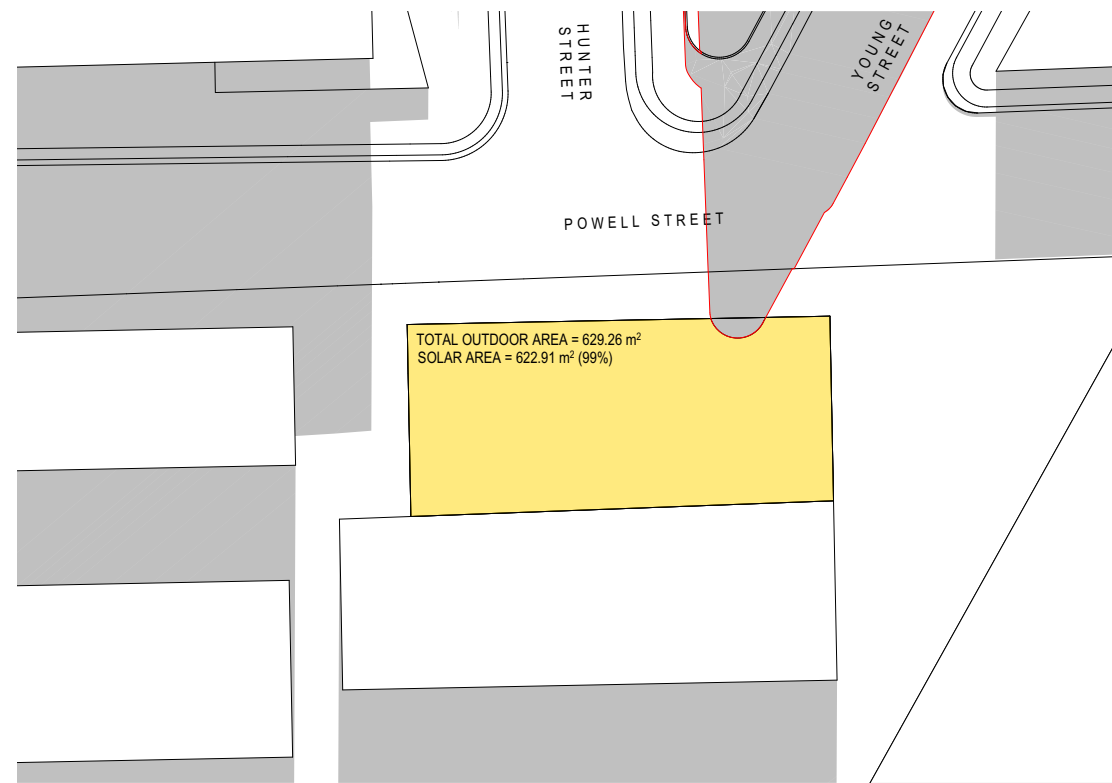 HUNTER
STREET
YOUNG
STREET
POWELL STREET
TOTAL OUTDOOR AREA = 629.26 m²
SOLAR AREA = 622.91 m² (99%)